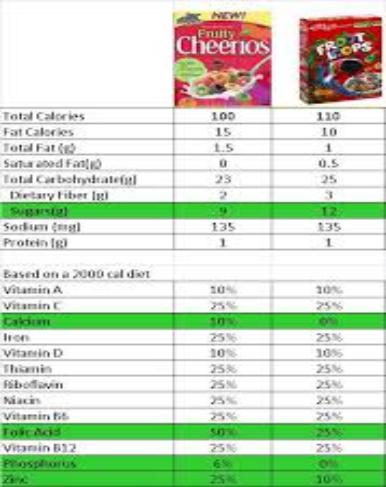 NEW!
Fruity
Cheerios
FROOT
LOOPS
Total Calories 100 110
Fat Calories 15 10
Total Fat (g) 1.5 1
Saturated Fat(g) 0 0.5
Total Carbohydrate(g) 23 25
Dietary Fiber (g) 2 3
Sugars(g) 9 12
Sodium (mg) 135 135
Protein (g) 1 1
Based on a 2000 cal diet
Vitamin A 10% 10%
Vitamin C 25% 25%
Calcium 10% 0%
Iron 25% 25%
Vitamin D 10% 10%
Thiamin 25% 25%
Riboflavin 25% 25%
Niacin 25% 25%
Vitamin B6 25% 25%
Folic Acid 50% 25%
Vitamin B12 25% 25%
Phosphorus 6% 0%
Zinc 25% 10%